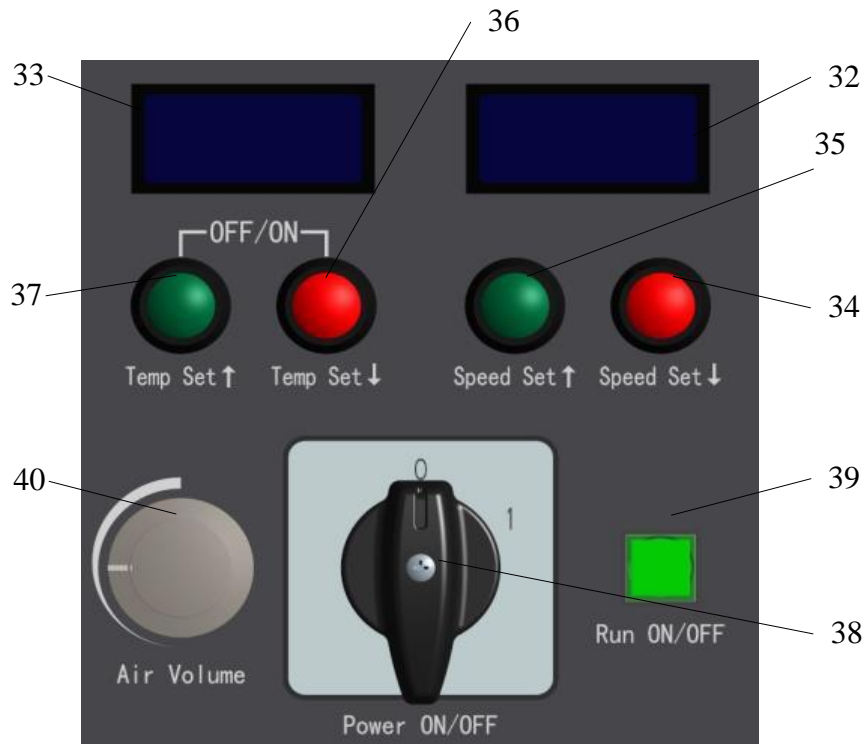 36
33
32
35
OFF/ON
37
34
Temp Set↑ Temp Set↓ Speed Set↑ Speed Set↓
0
40
39
1
38
Run ON/OFF
Air Volume
Power ON/OFF